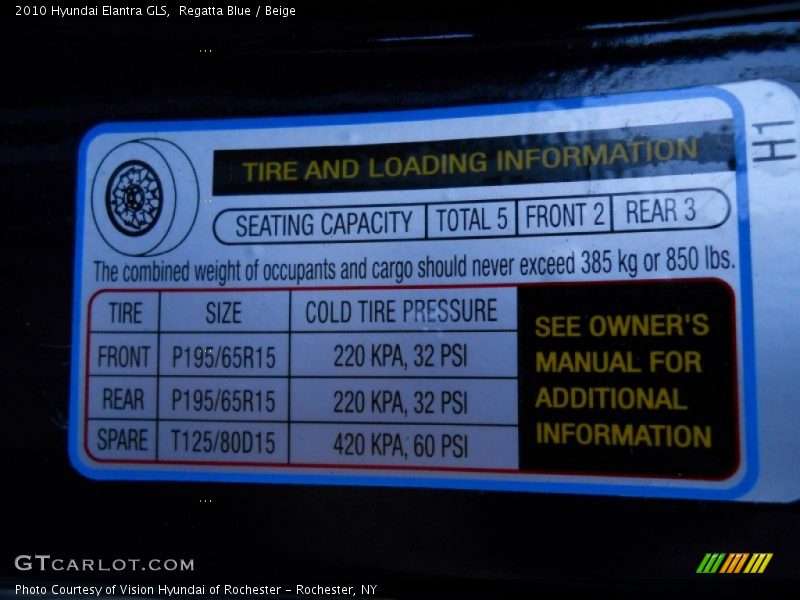 2010 Hyundai Elantra GLS, Regatta Blue / Beige
H1
TIRE AND LOADING INFORMATION
SEATING CAPACITY TOTAL 5 FRONT 2 REAR 3
The combined weight of occupants and cargo should never exceed 385 kg or 850 lbs.
TIRE SIZE COLD TIRE PRESSURE
FRONT P195/65R15 220 KPA, 32 PSI
REAR P195/65R15 220 KPA, 32 PSI
SPARE T125/80D15 420 KPA, 60 PSI
SEE OWNER'S
MANUAL FOR
ADDITIONAL
INFORMATION
GTCARLOT.COM
Photo Courtesy of Vision Hyundai of Rochester - Rochester, NY